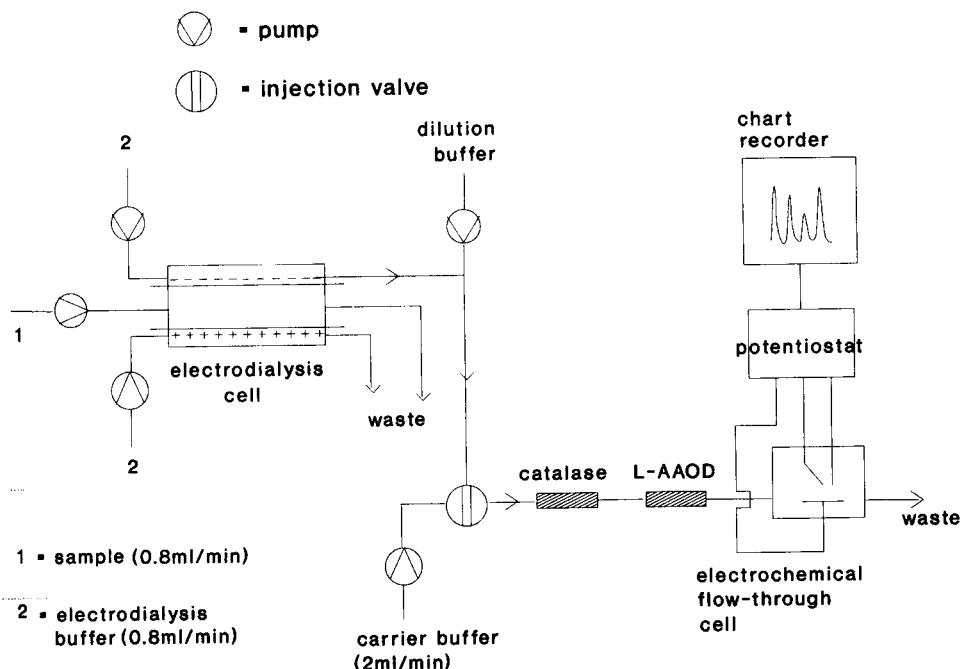 = pump
= injection valve
2
dilution
buffer
chart
recorder
1
electrodialysis
cell
2
waste
potentiostat
catalase
L-AAOD
waste
1 = sample (0.8ml/min)
2 = electrodialysis
buffer (0.8ml/min)
carrier buffer
(2ml/min)
electrochemical
flow-through
cell